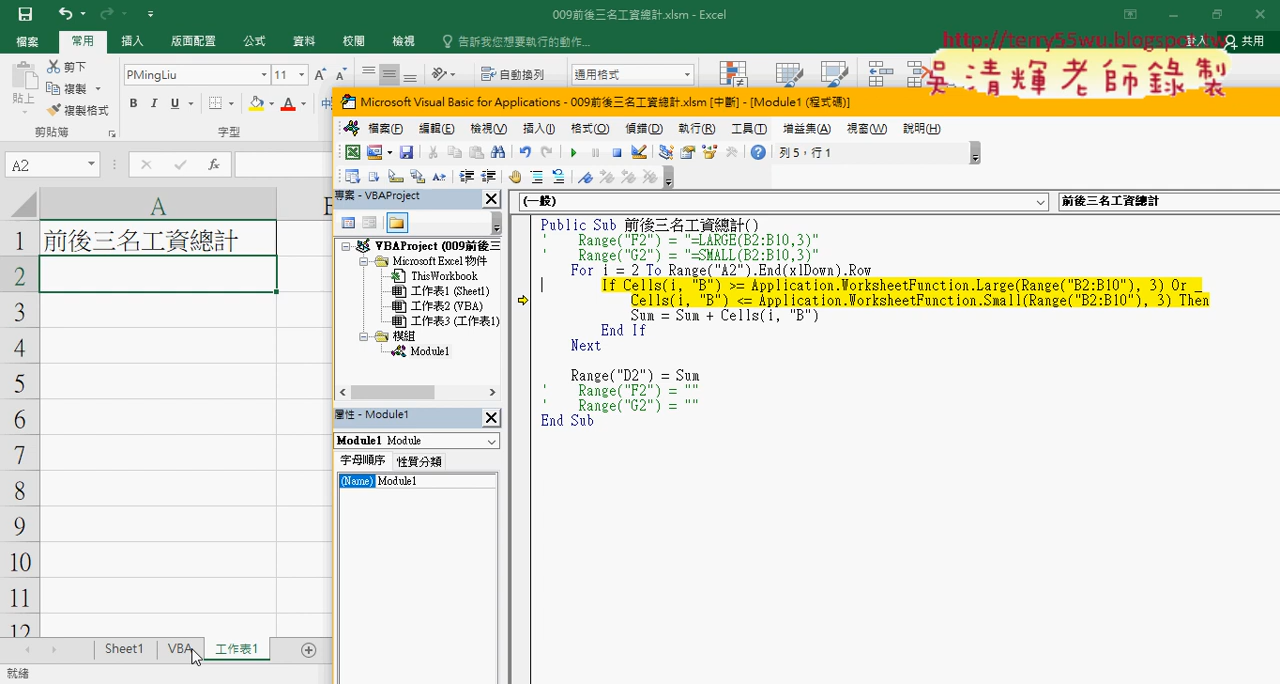 009前後三名工資總計.xlsm - Excel
檔案 常用 插入 版面配置 公式 資料 校閱 檢視 告訴我您想要執行的動作... 登入 共用
http://terry55wu.blogspot.tw
吳清輝老師錄製
剪下
複製
複製格式
貼上
剪貼簿
PMingLiu 11
B I U
字型
自動換列
通用格式
A2
fx
A
1 前後三名工資總計
2
3
4
5
6
7
8
9
10
11
12
Sheet1 VBA 工作表1
就緒
Microsoft Visual Basic for Applications - 009前後三名工資總計.xlsm [中斷] - [Module1 (程式碼)]
檔案(F) 編輯(E) 檢視(V) 插入(I) 格式(O) 偵錯(D) 執行(R) 工具(T) 增益集(A) 視窗(W) 說明(H)
列 5，行 1
專案 - VBAProject
VBAProject (009前後三
Microsoft Excel 物件
ThisWorkbook
工作表1 (Sheet1)
工作表2 (VBA)
工作表3 (工作表1)
模組
Module1
屬性 - Module1
Module1 Module
字母順序 性質分類
(Name) Module1
(一般) 前後三名工資總計
Public Sub 前後三名工資總計()
'    Range("F2") = "=LARGE(B2:B10,3)"
'    Range("G2") = "=SMALL(B2:B10,3)"
For i = 2 To Range("A2").End(xlDown).Row
If Cells(i, "B") >= Application.WorksheetFunction.Large(Range("B2:B10"), 3) Or _
Cells(i, "B") <= Application.WorksheetFunction.Small(Range("B2:B10"), 3) Then
Sum = Sum + Cells(i, "B")
End If
Next
Range("D2") = Sum
'    Range("F2") = ""
'    Range("G2") = ""
End Sub